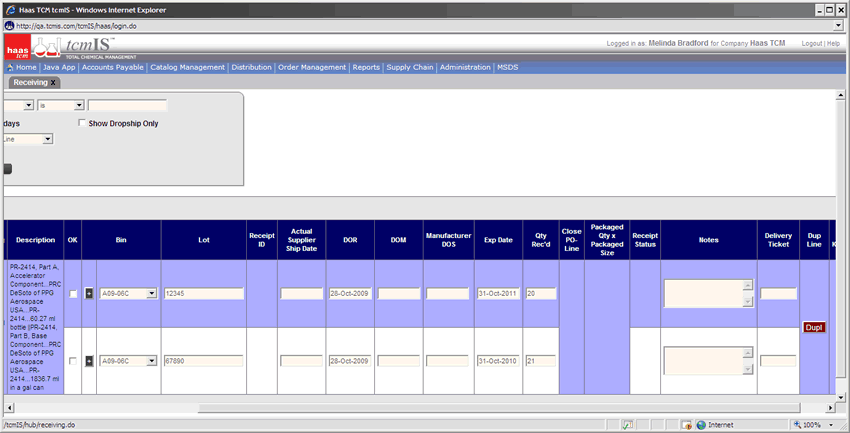 Haas TCM tcmIS - Windows Internet Explorer
http://qa.tcmis.com/tcmIS/haas/login.do
haas
tcm
tcmIS™
TOTAL CHEMICAL MANAGEMENT
Logged in as: Melinda Bradford for Company Haas TCM
Logout | Help
Home | Java App | Accounts Payable | Catalog Management | Distribution | Order Management | Reports | Supply Chain | Administration | MSDS
Receiving X
is
days
Show Dropship Only
Line
Description
OK
Bin
Lot
Receipt
ID
Actual
Supplier
Ship Date
DOR
DOM
Manufacturer
DOS
Exp Date
Qty
Rec'd
Close
PO-
Line
Packaged
Qty x
Packaged
Size
Receipt
Status
Notes
Delivery
Ticket
Dup
Line
K
PR-2414, Part A,
Accelerator
Component...PRC
DeSoto of PPG
Aerospace
USA...PR-
2414...60.27 ml
bottle |PR-2414,
Part B, Base
Component...PRC
DeSoto of PPG
Aerospace
USA...PR-
2414...1836.7 ml
in a gal can
+ A09-06C 12345 28-Oct-2009 31-Oct-2011 20
Dupl
+ A09-06C 67890 28-Oct-2009 31-Oct-2010 21
/tcmIS/hub/receiving.do
Internet
100%